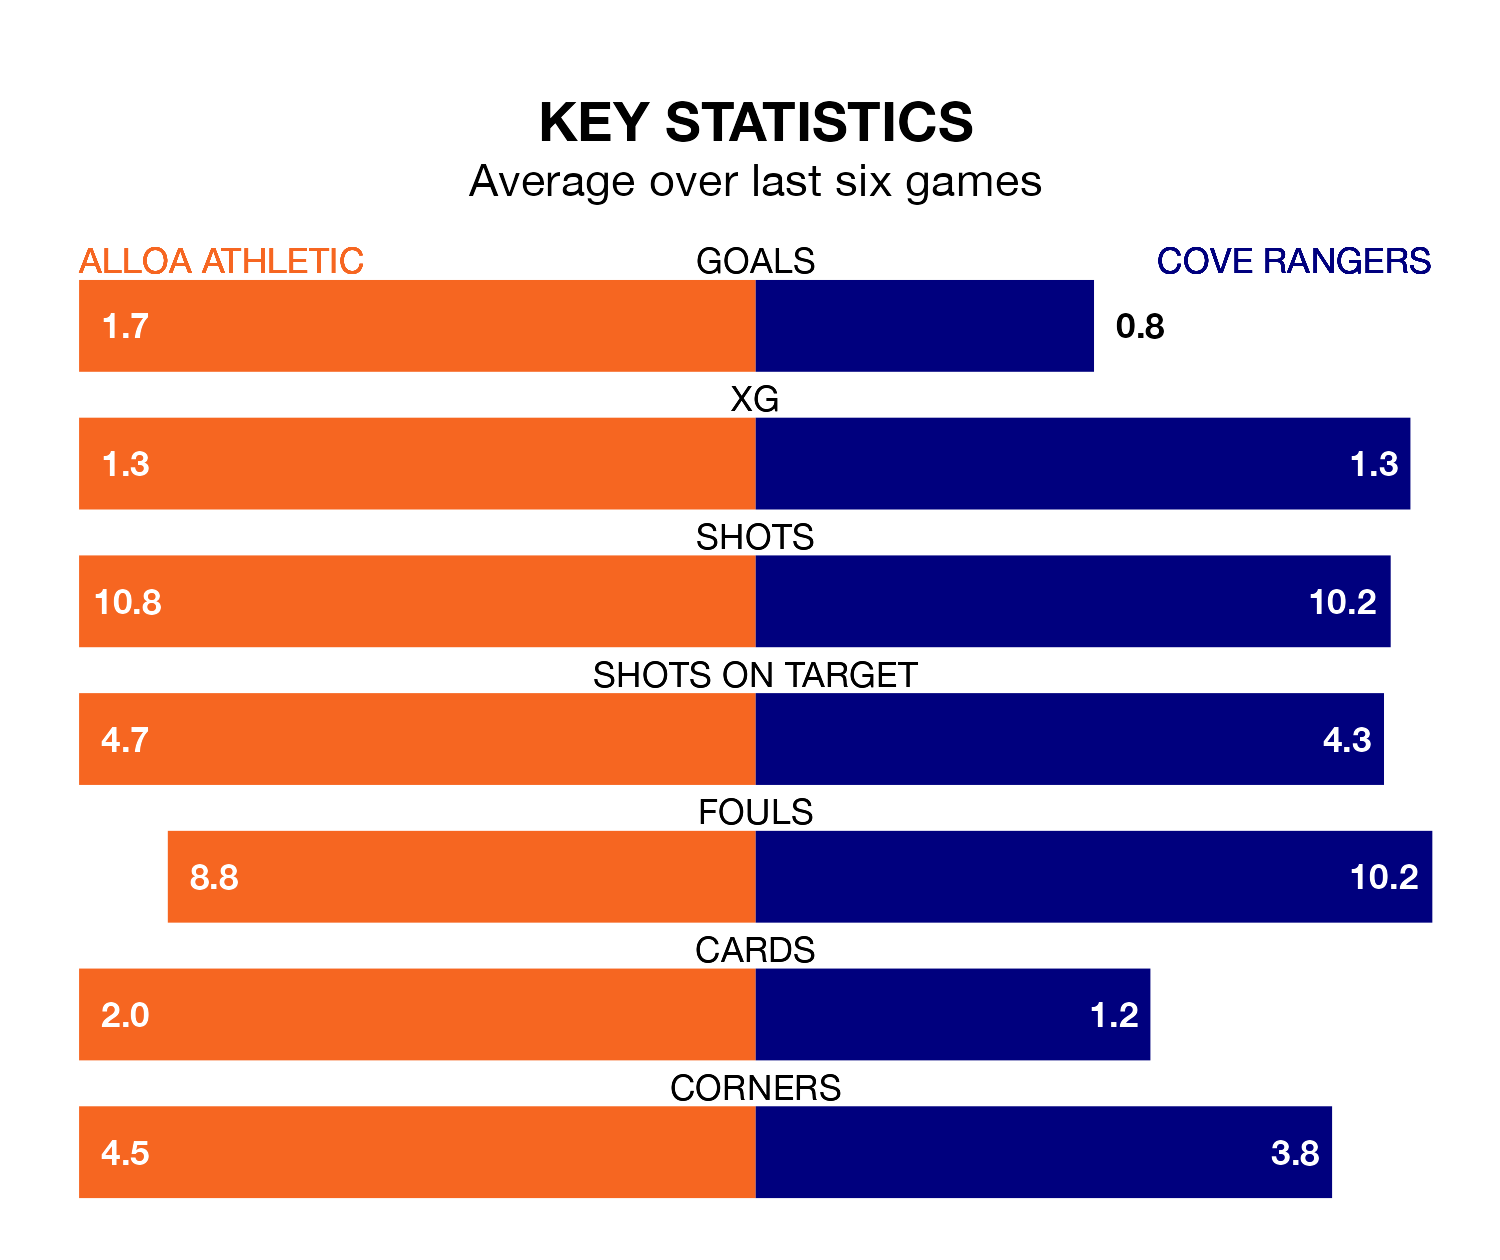 KEY STATISTICS
Average over last six games
ALLOA ATHLETIC GOALS COVE RANGERS
1.7 0.8
XG
1.3 1.3
SHOTS
10.8 10.2
SHOTS ON TARGET
4.7 4.3
FOULS
8.8 10.2
CARDS
2.0 1.2
CORNERS
4.5 3.8